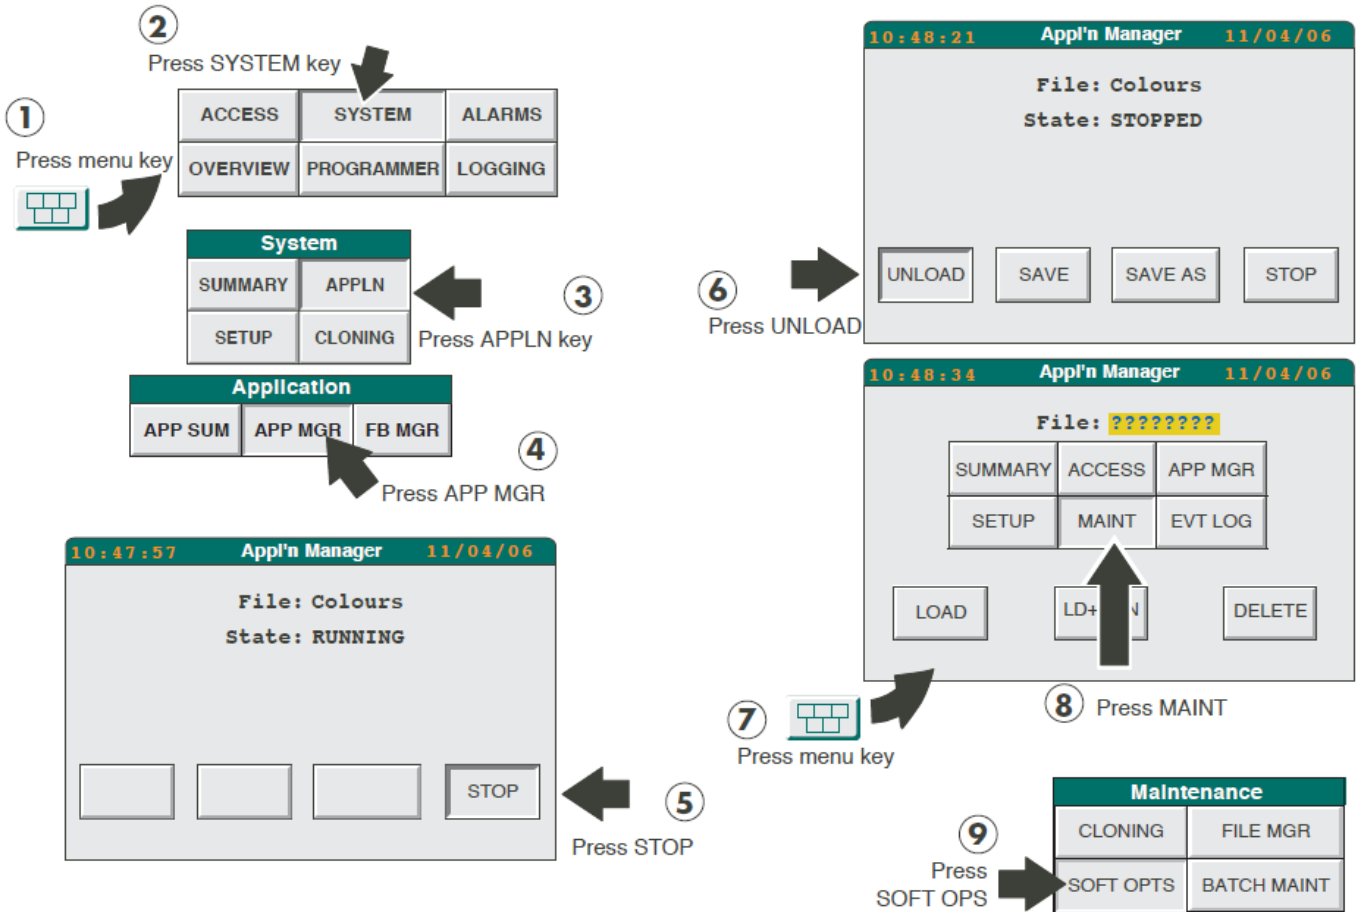 2
Press SYSTEM key
1
Press menu key
ACCESS SYSTEM ALARMS
OVERVIEW PROGRAMMER LOGGING
System
SUMMARY APPLN
SETUP CLONING
3
Press APPLN key
Application
APP SUM APP MGR FB MGR
4
Press APP MGR
10:47:57 Appl'n Manager 11/04/06
File: Colours
State: RUNNING
STOP
5
Press STOP
10:48:21 Appl'n Manager 11/04/06
File: Colours
State: STOPPED
UNLOAD SAVE SAVE AS STOP
6
Press UNLOAD
10:48:34 Appl'n Manager 11/04/06
File: ????????
SUMMARY ACCESS APP MGR
SETUP MAINT EVT LOG
LOAD LD+ DELETE
7
Press menu key
8 Press MAINT
Maintenance
CLONING FILE MGR
SOFT OPTS BATCH MAINT
9
Press
SOFT OPS